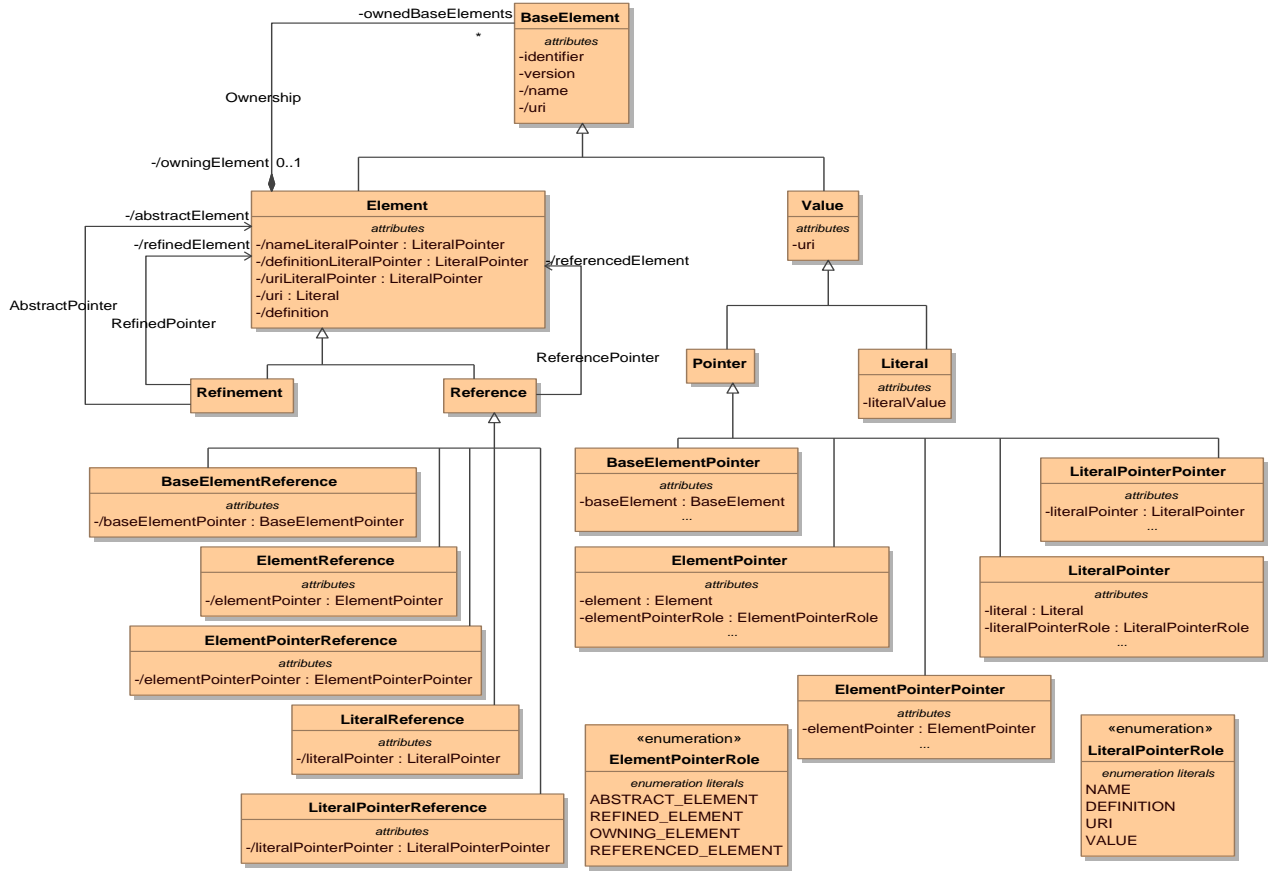 -ownedBaseElements
*
BaseElement
attributes
-identifier
-version
-/name
-/uri
Ownership
-/owningElement 0..1
Element
attributes
-/nameLiteralPointer : LiteralPointer
-/definitionLiteralPointer : LiteralPointer
-/uriLiteralPointer : LiteralPointer
-/uri : Literal
-/definition
Value
attributes
-uri
-/abstractElement
-/refinedElement
-/referencedElement
AbstractPointer
RefinedPointer
ReferencePointer
Refinement
Reference
Pointer
Literal
attributes
-literalValue
BaseElementReference
attributes
-/baseElementPointer : BaseElementPointer
ElementReference
attributes
-/elementPointer : ElementPointer
ElementPointerReference
attributes
-/elementPointerPointer : ElementPointerPointer
LiteralReference
attributes
-/literalPointer : LiteralPointer
LiteralPointerReference
attributes
-/literalPointerPointer : LiteralPointerPointer
BaseElementPointer
attributes
-baseElement : BaseElement
...
LiteralPointerPointer
attributes
-literalPointer : LiteralPointer
...
ElementPointer
attributes
-element : Element
-elementPointerRole : ElementPointerRole
...
LiteralPointer
attributes
-literal : Literal
-literalPointerRole : LiteralPointerRole
...
ElementPointerPointer
attributes
-elementPointer : ElementPointer
...
«enumeration»
ElementPointerRole
enumeration literals
ABSTRACT_ELEMENT
REFINED_ELEMENT
OWNING_ELEMENT
REFERENCED_ELEMENT
«enumeration»
LiteralPointerRole
enumeration literals
NAME
DEFINITION
URI
VALUE